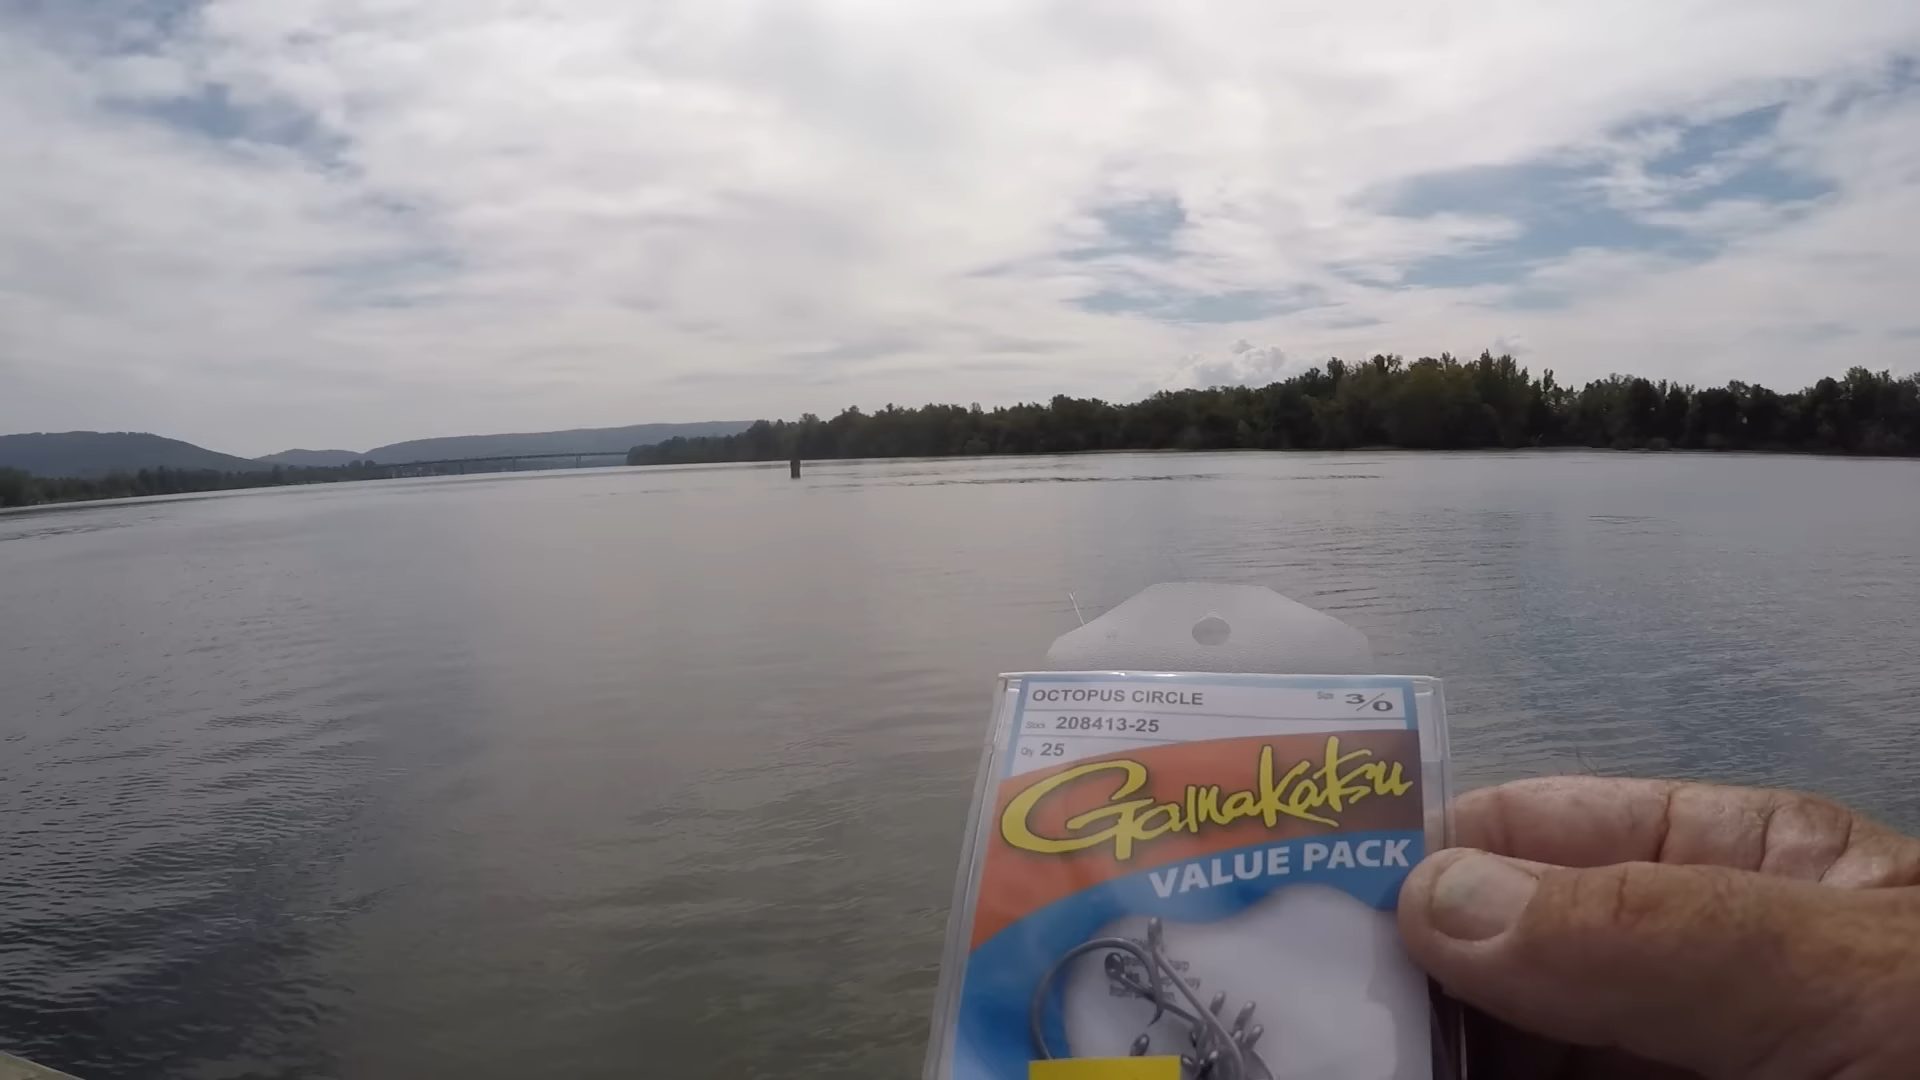 OCTOPUS CIRCLE Size 3/0
Stock 208413-25
Qty 25
Gamakatsu
VALUE PACK